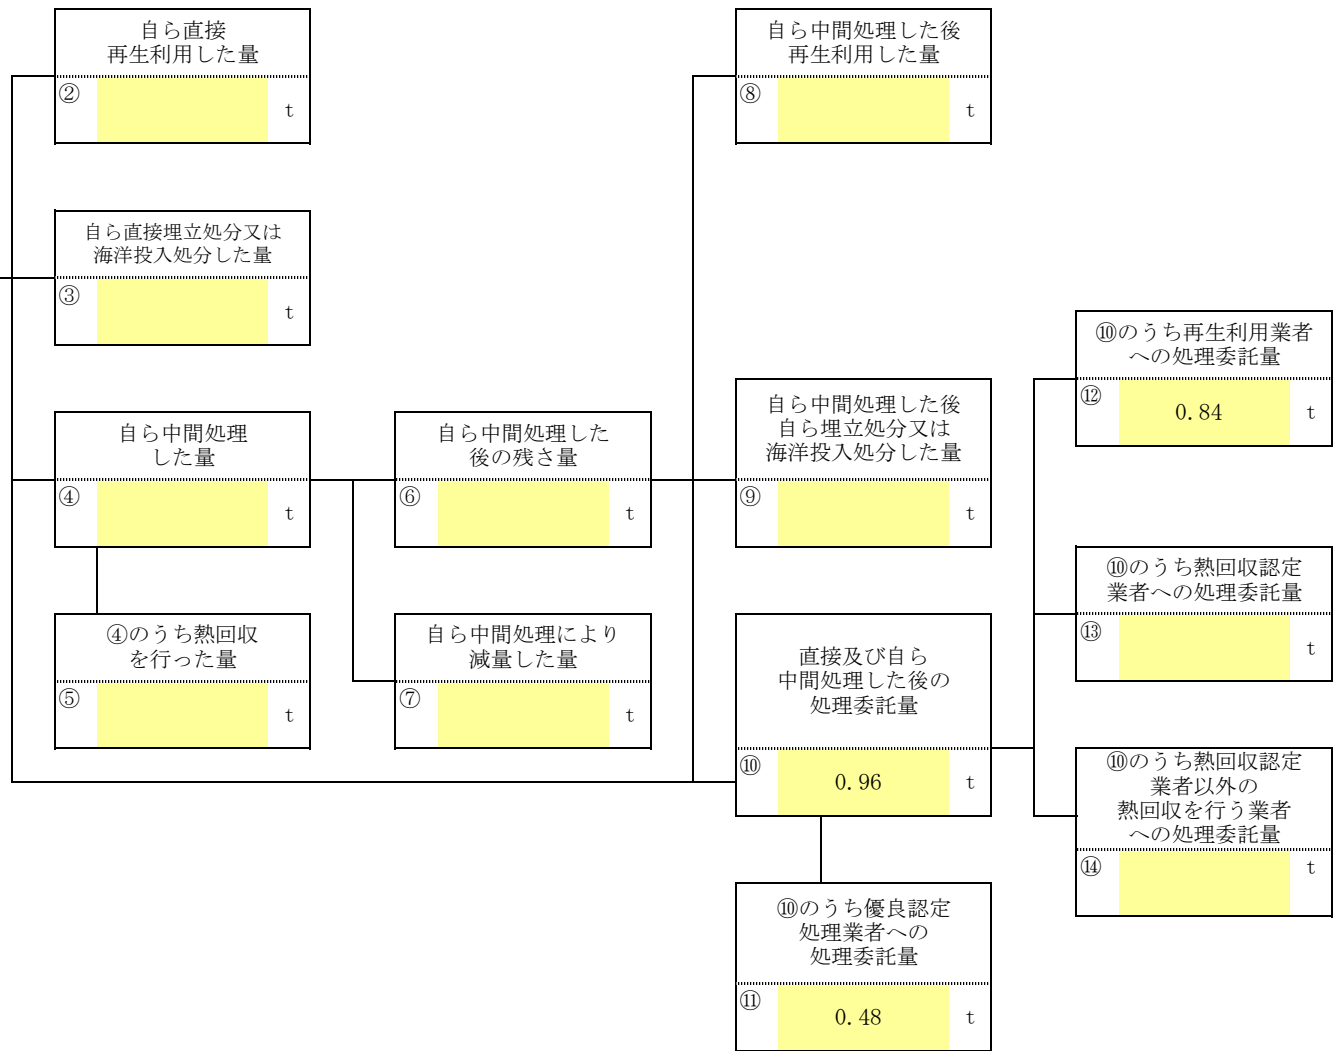 自ら直接
再生利用した量
②
t
自ら中間処理した後
再生利用した量
⑧
t
自ら直接埋立処分又は
海洋投入処分した量
③
t
⑩のうち再生利用業者
への処理委託量
⑫
0.84
t
自ら中間処理
した量
④
t
自ら中間処理した
後の残さ量
⑥
t
自ら中間処理した後
自ら埋立処分又は
海洋投入処分した量
⑨
t
⑩のうち熱回収認定
業者への処理委託量
⑬
t
④のうち熱回収
を行った量
⑤
t
自ら中間処理により
減量した量
⑦
t
直接及び自ら
中間処理した後の
処理委託量
⑩
0.96
t
⑩のうち熱回収認定
業者以外の
熱回収を行う業者
への処理委託量
⑭
t
⑩のうち優良認定
処理業者への
処理委託量
⑪
0.48
t